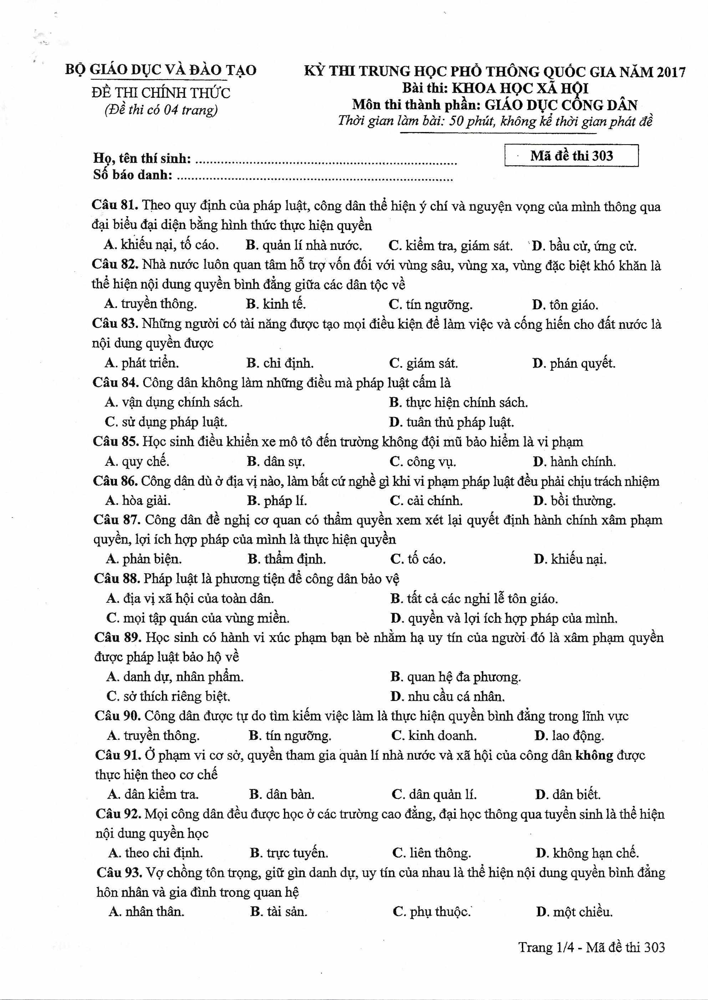 BỘ GIÁO DỤC VÀ ĐÀO TẠO
ĐỀ THI CHÍNH THỨC
(Đề thi có 04 trang)
KỲ THI TRUNG HỌC PHỔ THÔNG QUỐC GIA NĂM 2017
Bài thi: KHOA HỌC XÃ HỘI
Môn thi thành phần: GIÁO DỤC CÔNG DÂN
Thời gian làm bài: 50 phút, không kể thời gian phát đề
Mã đề thi 303
Họ, tên thí sinh: ..........................................................................
Số báo danh: ..............................................................................
Câu 81. Theo quy định của pháp luật, công dân thể hiện ý chí và nguyện vọng của mình thông qua
đại biểu đại diện bằng hình thức thực hiện quyền
A. khiếu nại, tố cáo. B. quản lí nhà nước. C. kiểm tra, giám sát. D. bầu cử, ứng cử.
Câu 82. Nhà nước luôn quan tâm hỗ trợ vốn đối với vùng sâu, vùng xa, vùng đặc biệt khó khăn là
thể hiện nội dung quyền bình đẳng giữa các dân tộc về
A. truyền thông. B. kinh tế. C. tín ngưỡng. D. tôn giáo.
Câu 83. Những người có tài năng được tạo mọi điều kiện để làm việc và cống hiến cho đất nước là
nội dung quyền được
A. phát triển. B. chỉ định. C. giám sát. D. phán quyết.
Câu 84. Công dân không làm những điều mà pháp luật cấm là
A. vận dụng chính sách. B. thực hiện chính sách.
C. sử dụng pháp luật. D. tuân thủ pháp luật.
Câu 85. Học sinh điều khiển xe mô tô đến trường không đội mũ bảo hiểm là vi phạm
A. quy chế. B. dân sự. C. công vụ. D. hành chính.
Câu 86. Công dân dù ở địa vị nào, làm bất cứ nghề gì khi vi phạm pháp luật đều phải chịu trách nhiệm
A. hòa giải. B. pháp lí. C. cải chính. D. bồi thường.
Câu 87. Công dân đề nghị cơ quan có thẩm quyền xem xét lại quyết định hành chính xâm phạm
quyền, lợi ích hợp pháp của mình là thực hiện quyền
A. phản biện. B. thẩm định. C. tố cáo. D. khiếu nại.
Câu 88. Pháp luật là phương tiện để công dân bảo vệ
A. địa vị xã hội của toàn dân. B. tất cả các nghi lễ tôn giáo.
C. mọi tập quán của vùng miền. D. quyền và lợi ích hợp pháp của mình.
Câu 89. Học sinh có hành vi xúc phạm bạn bè nhằm hạ uy tín của người đó là xâm phạm quyền
được pháp luật bảo hộ về
A. danh dự, nhân phẩm. B. quan hệ đa phương.
C. sở thích riêng biệt. D. nhu cầu cá nhân.
Câu 90. Công dân được tự do tìm kiếm việc làm là thực hiện quyền bình đẳng trong lĩnh vực
A. truyền thông. B. tín ngưỡng. C. kinh doanh. D. lao động.
Câu 91. Ở phạm vi cơ sở, quyền tham gia quản lí nhà nước và xã hội của công dân không được
thực hiện theo cơ chế
A. dân kiểm tra. B. dân bàn. C. dân quản lí. D. dân biết.
Câu 92. Mọi công dân đều được học ở các trường cao đẳng, đại học thông qua tuyển sinh là thể hiện
nội dung quyền học
A. theo chỉ định. B. trực tuyến. C. liên thông. D. không hạn chế.
Câu 93. Vợ chồng tôn trọng, giữ gìn danh dự, uy tín của nhau là thể hiện nội dung quyền bình đẳng
hôn nhân và gia đình trong quan hệ
A. nhân thân. B. tài sản. C. phụ thuộc. D. một chiều.
Trang 1/4 - Mã đề thi 303